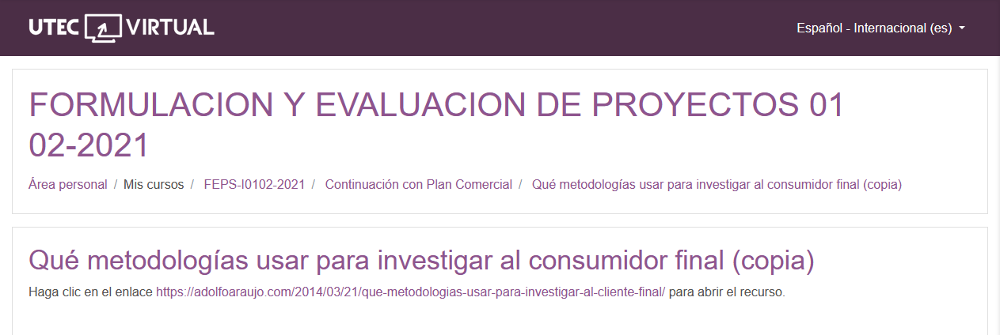 UTEC VIRTUAL
Español - Internacional (es)
FORMULACION Y EVALUACION DE PROYECTOS 01
02-2021
Área personal / Mis cursos / FEPS-I0102-2021 / Continuación con Plan Comercial / Qué metodologías usar para investigar al consumidor final (copia)
Qué metodologías usar para investigar al consumidor final (copia)
Haga clic en el enlace https://adolfoaraujo.com/2014/03/21/que-metodologias-usar-para-investigar-al-cliente-final/ para abrir el recurso.